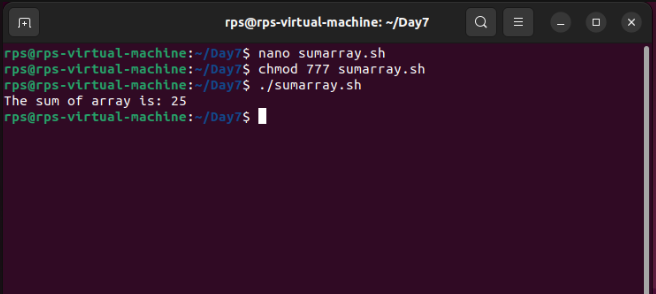 rps@rps-virtual-machine: ~/Day7
rps@rps-virtual-machine:~/Day7$ nano sumarray.sh
rps@rps-virtual-machine:~/Day7$ chmod 777 sumarray.sh
rps@rps-virtual-machine:~/Day7$ ./sumarray.sh
The sum of array is: 25
rps@rps-virtual-machine:~/Day7$